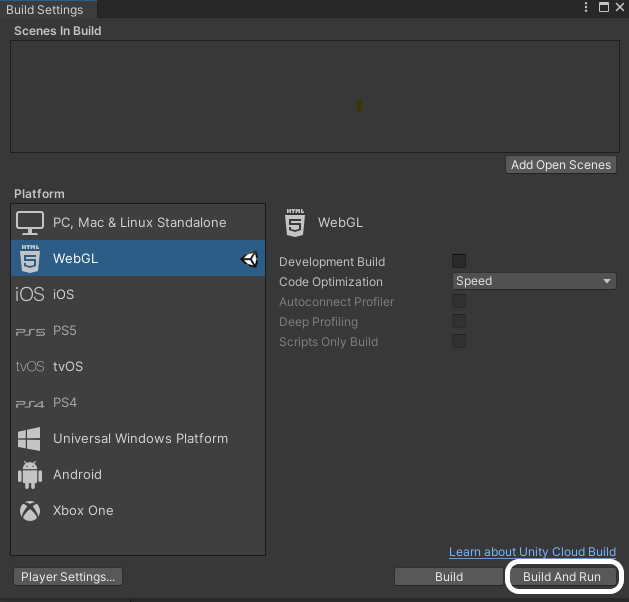 Build Settings
Scenes In Build
Add Open Scenes
Platform
PC, Mac & Linux Standalone
HTML
5
WebGL
iOS
iOS
PS5
PS5
tvOS
tvOS
PS4
PS4
Universal Windows Platform
Android
Xbox One
HTML
5
WebGL
Development Build
Code Optimization
Speed
Autoconnect Profiler
Deep Profiling
Scripts Only Build
Learn about Unity Cloud Build
Player Settings...
Build
Build And Run